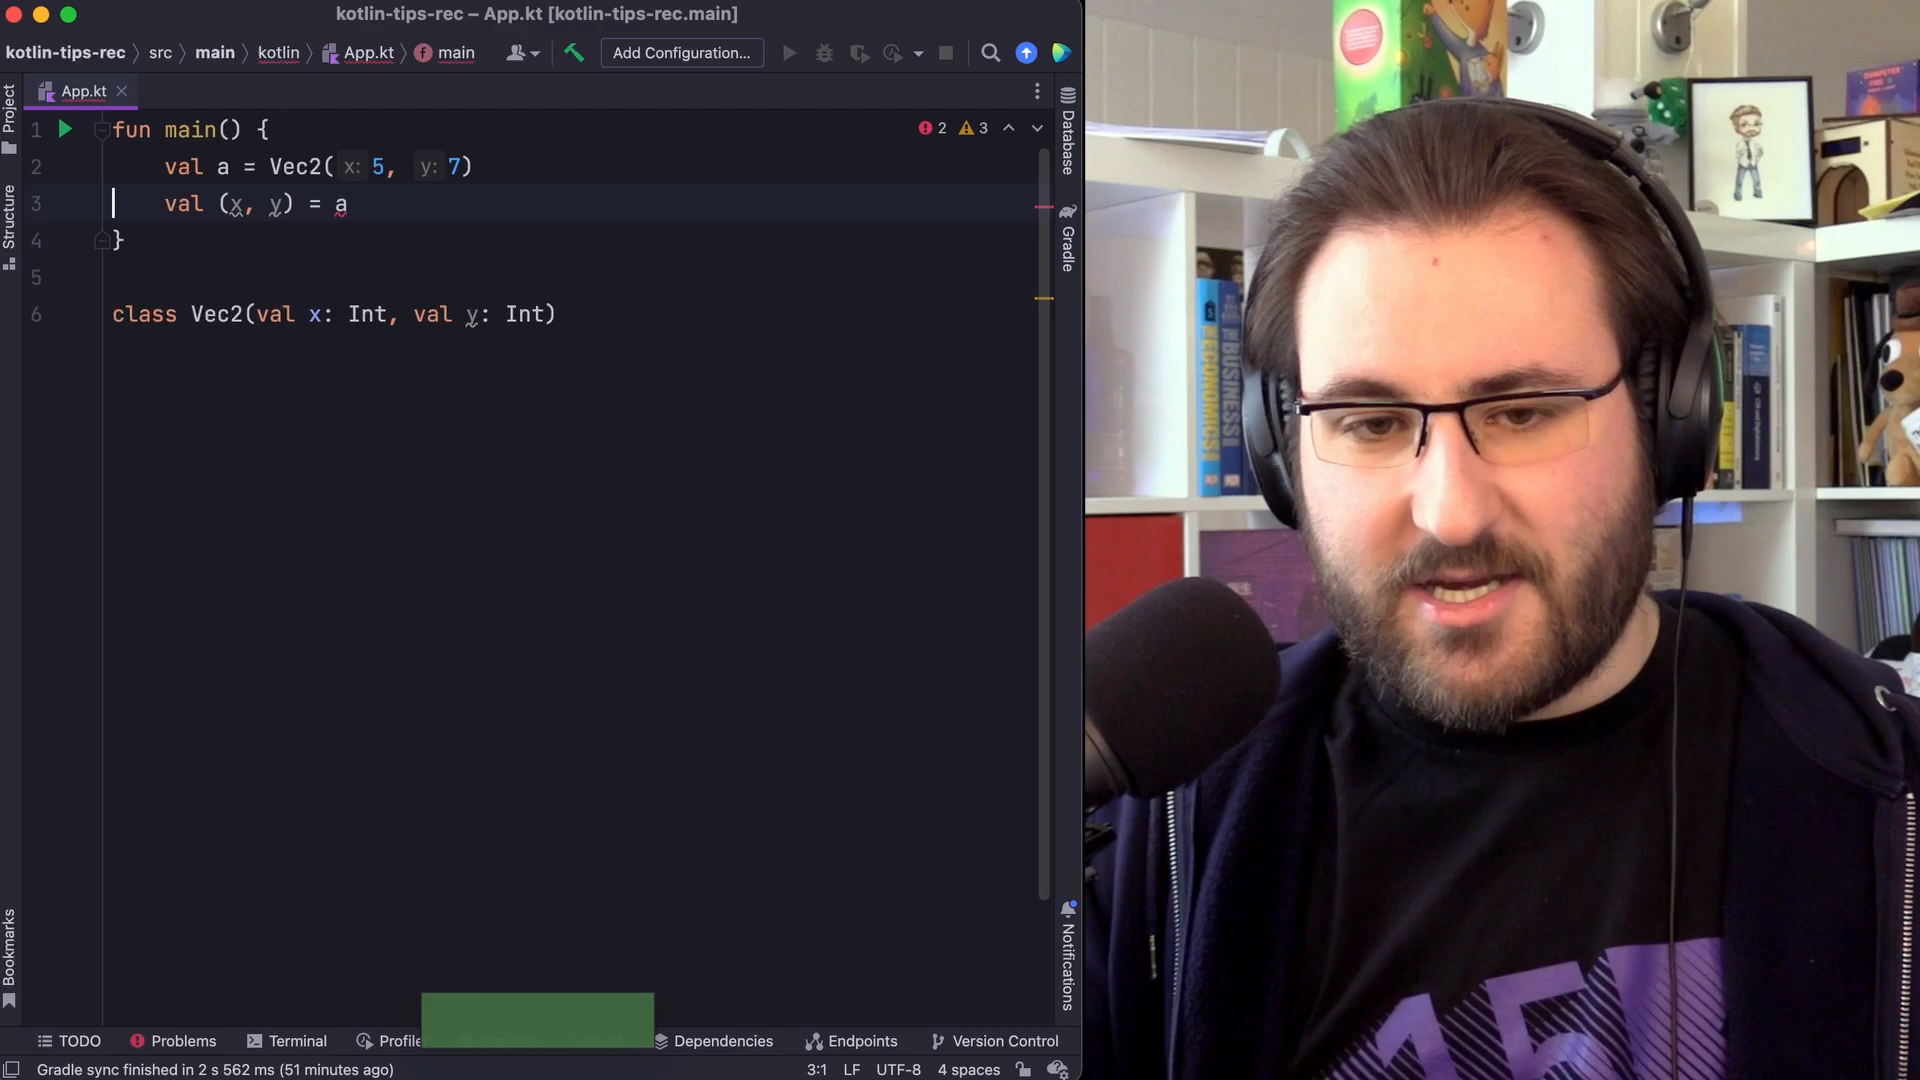 kotlin-tips-rec – App.kt [kotlin-tips-rec.main]
kotlin-tips-rec 〉 src 〉 main 〉 kotlin 〉 App.kt 〉 main
Add Configuration...
App.kt
2 3
1 fun main() {
2 val a = Vec2( x: 5, y: 7)
3 val (x, y) = a
4 }
5
6 class Vec2(val x: Int, val y: Int)
Project
Structure
Bookmarks
Database
Gradle
Notifications
TODO Problems Terminal Profile Dependencies Endpoints Version Control
Gradle sync finished in 2 s 562 ms (51 minutes ago) 3:1 LF UTF-8 4 spaces
ECONOMICS
BUSINESS
15